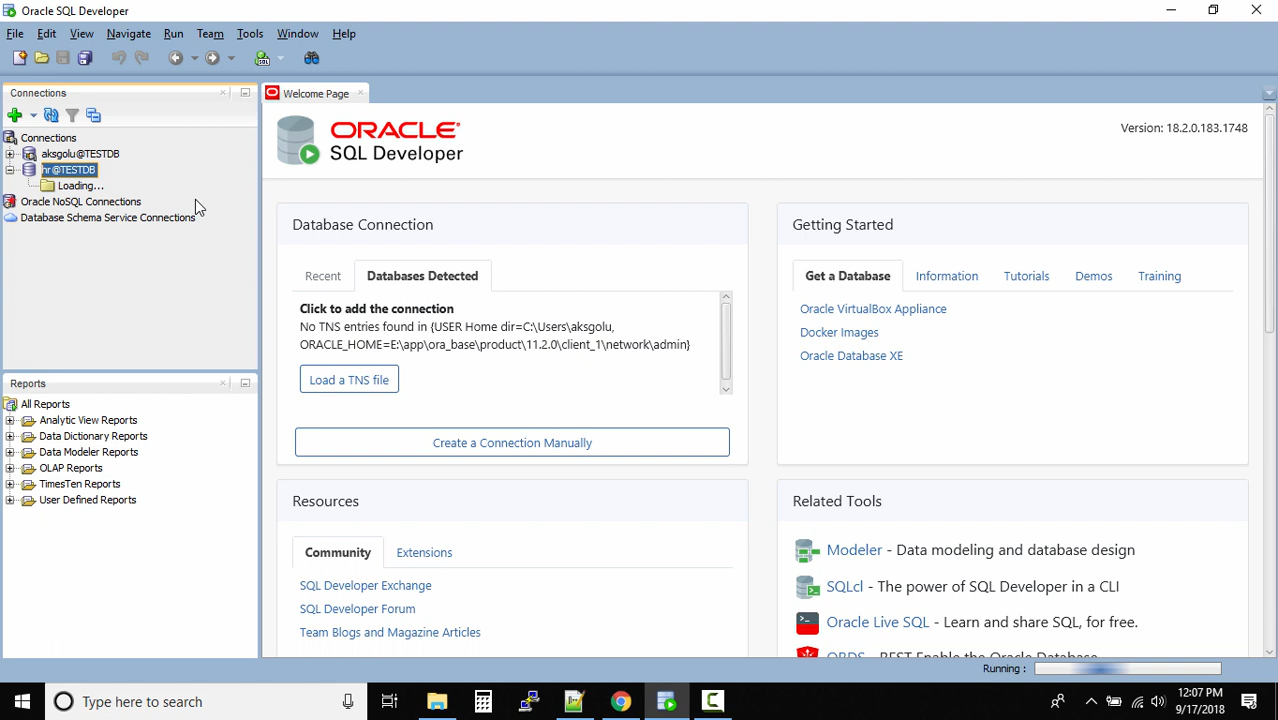 Oracle SQL Developer
File Edit View Navigate Run Team Tools Window Help
Connections
Connections
aksgolu@TESTDB
hr@TESTDB
Loading...
Oracle NoSQL Connections
Database Schema Service Connections
Reports
All Reports
Analytic View Reports
Data Dictionary Reports
Data Modeler Reports
OLAP Reports
TimesTen Reports
User Defined Reports
Welcome Page
ORACLE
SQL Developer
Version: 18.2.0.183.1748
Database Connection
Recent Databases Detected
Click to add the connection
No TNS entries found in {USER Home dir=C:\Users\aksgolu,
ORACLE_HOME=E:\app\ora_base\product\11.2.0\client_1\network\admin}
Load a TNS file
Create a Connection Manually
Getting Started
Get a Database Information Tutorials Demos Training
Oracle VirtualBox Appliance
Docker Images
Oracle Database XE
Resources
Community Extensions
SQL Developer Exchange
SQL Developer Forum
Team Blogs and Magazine Articles
Related Tools
Modeler - Data modeling and database design
SQLcl - The power of SQL Developer in a CLI
Oracle Live SQL - Learn and share SQL, for free.
ORDS - REST Enable the Oracle Database
Running :
Type here to search
12:07 PM
9/17/2018